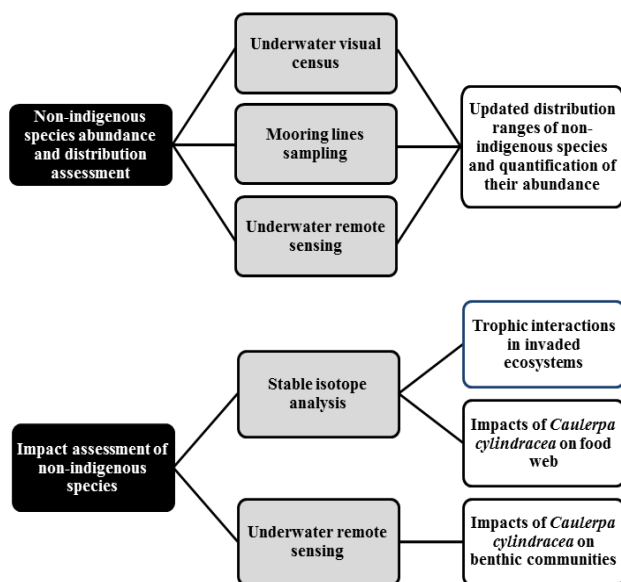 Underwater visual
census
Non-indigenous
species abundance
and distribution
assessment
Mooring lines
sampling
Updated distribution
ranges of non-
indigenous species
and quantification of
their abundance
Underwater remote
sensing
Trophic interactions
in invaded
ecosystems
Stable isotope
analysis
Impacts of Caulerpa
cylindracea on food
web
Impact assessment of
non-indigenous
species
Underwater remote
sensing
Impacts of Caulerpa
cylindracea on
benthic communities